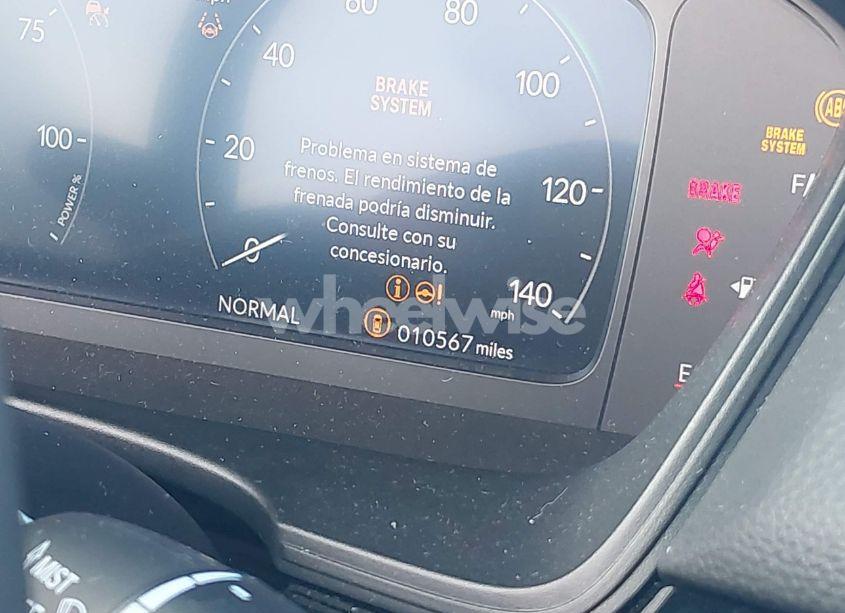 75
100
POWER %
0
20
40
60
80
100
120
140
mph
BRAKE
SYSTEM
Problema en sistema de
frenos. El rendimiento de la
frenada podría disminuir.
Consulte con su
concesionario.
NORMAL
010567 miles
wheelwise
ABS
BRAKE
SYSTEM
BRAKE
E
MIST